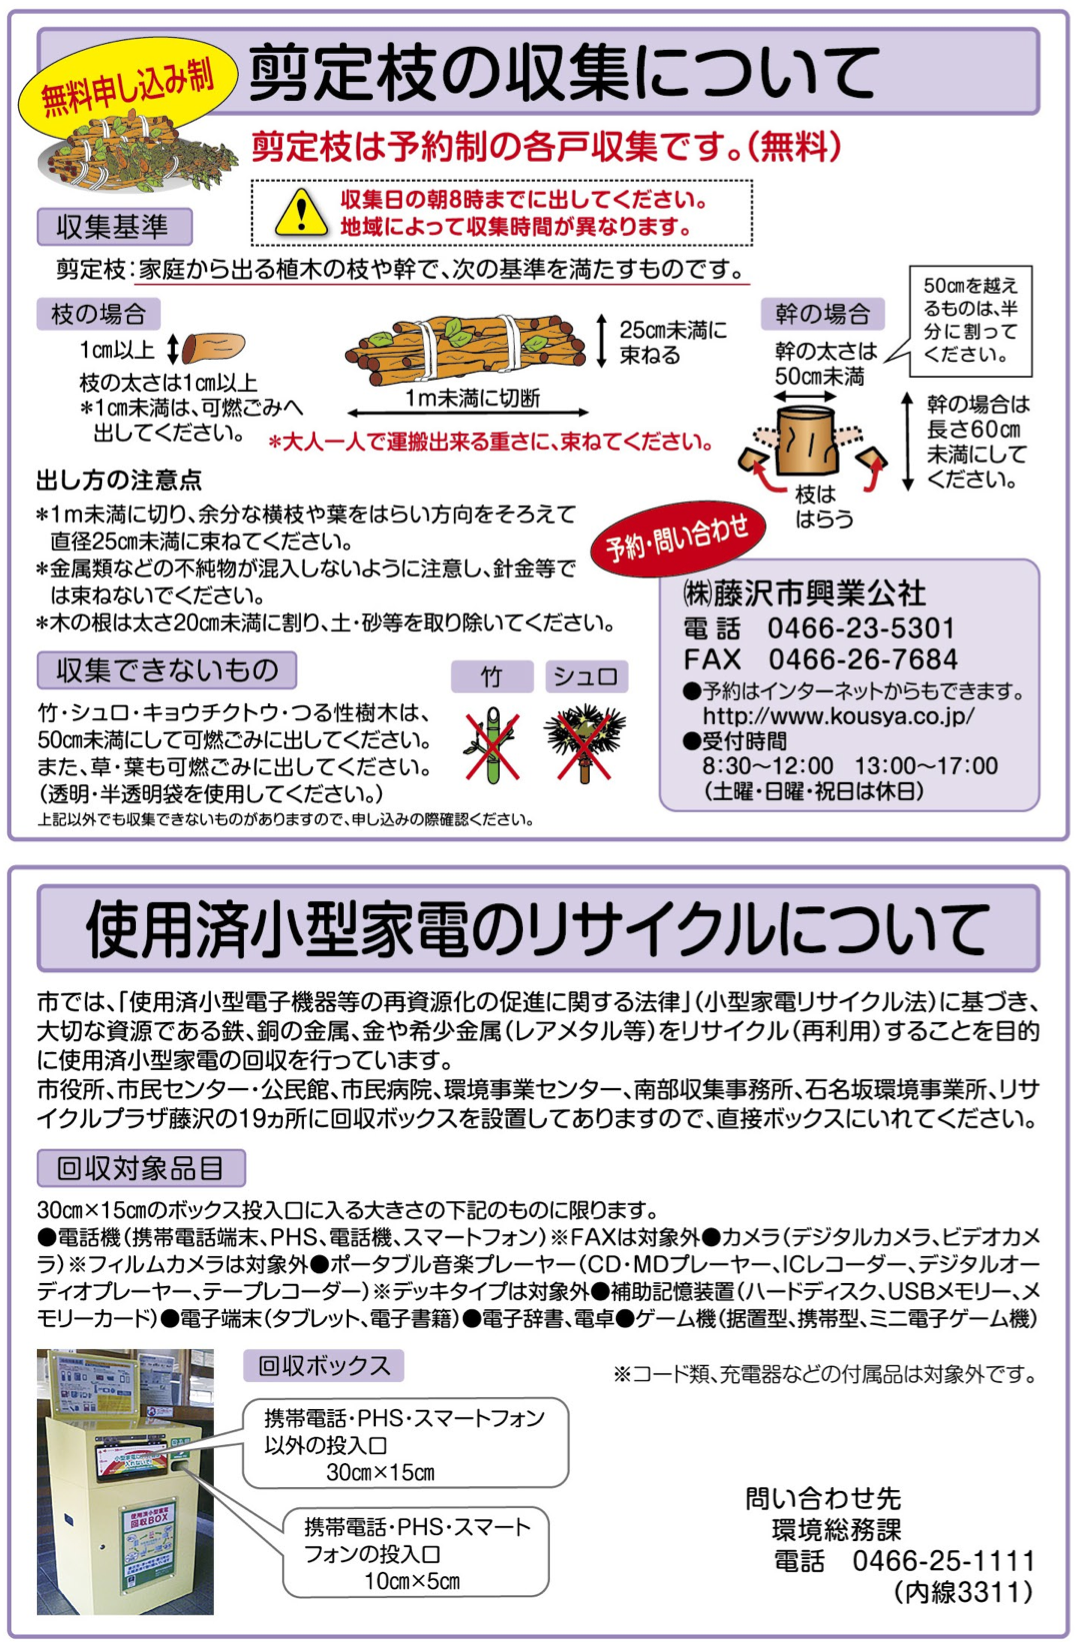 無料申し込み制
剪定枝の収集について
剪定枝は予約制の各戸収集です。(無料)
収集日の朝8時までに出してください。
地域によって収集時間が異なります。
収集基準
剪定枝:家庭から出る植木の枝や幹で、次の基準を満たすものです。
枝の場合
1㎝以上
枝の太さは1㎝以上
*1㎝未満は、可燃ごみへ
出してください。
25㎝未満に
束ねる
1m未満に切断
*大人一人で運搬出来る重さに、束ねてください。
幹の場合
幹の太さは
50㎝未満
50㎝を越え
るものは、半
分に割って
ください。
幹の場合は
長さ60㎝
未満にして
ください。
枝は
はらう
出し方の注意点
*1m未満に切り、余分な横枝や葉をはらい方向をそろえて
直径25㎝未満に束ねてください。
*金属類などの不純物が混入しないように注意し、針金等で
は束ねないでください。
*木の根は太さ20㎝未満に割り、土・砂等を取り除いてください。
収集できないもの
竹・シュロ・キョウチクトウ・つる性樹木は、
50㎝未満にして可燃ごみに出してください。
また、草・葉も可燃ごみに出してください。
(透明・半透明袋を使用してください。)
上記以外でも収集できないものがありますので、申し込みの際確認ください。
竹
シュロ
予約・問い合わせ
㈱藤沢市興業公社
電話 0466-23-5301
FAX 0466-26-7684
●予約はインターネットからもできます。
http://www.kousya.co.jp/
●受付時間
8:30〜12:00 13:00〜17:00
(土曜・日曜・祝日は休日)
使用済小型家電のリサイクルについて
市では、「使用済小型電子機器等の再資源化の促進に関する法律」(小型家電リサイクル法)に基づき、
大切な資源である鉄、銅の金属、金や希少金属(レアメタル等)をリサイクル(再利用)することを目的
に使用済小型家電の回収を行っています。
市役所、市民センター・公民館、市民病院、環境事業センター、南部収集事務所、石名坂環境事業所、リサ
イクルプラザ藤沢の19ヵ所に回収ボックスを設置してありますので、直接ボックスにいれてください。
回収対象品目
30㎝×15㎝のボックス投入口に入る大きさの下記のものに限ります。
●電話機(携帯電話端末、PHS、電話機、スマートフォン)※FAXは対象外●カメラ(デジタルカメラ、ビデオカメ
ラ)※フィルムカメラは対象外●ポータブル音楽プレーヤー(CD・MDプレーヤー、ICレコーダー、デジタルオー
ディオプレーヤー、テープレコーダー)※デッキタイプは対象外●補助記憶装置(ハードディスク、USBメモリー、メ
モリーカード)●電子端末(タブレット、電子書籍)●電子辞書、電卓●ゲーム機(据置型、携帯型、ミニ電子ゲーム機)
回収ボックス
※コード類、充電器などの付属品は対象外です。
携帯電話・PHS・スマートフォン
以外の投入口
30㎝×15㎝
携帯電話・PHS・スマート
フォンの投入口
10㎝×5㎝
使用済小型家電
回収BOX
問い合わせ先
環境総務課
電話 0466-25-1111
(内線3311)